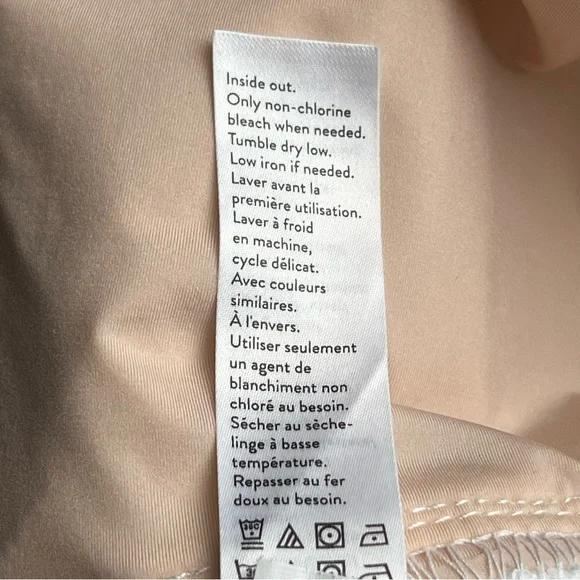 Inside out.
Only non-chlorine
bleach when needed.
Tumble dry low.
Low iron if needed.
Laver avant la
première utilisation.
Laver à froid
en machine,
cycle délicat.
Avec couleurs
similaires.
À l'envers.
Utiliser seulement
un agent de
blanchiment non
chloré au besoin.
Sécher au sèche-
linge à basse
température.
Repasser au fer
doux au besoin.
30C